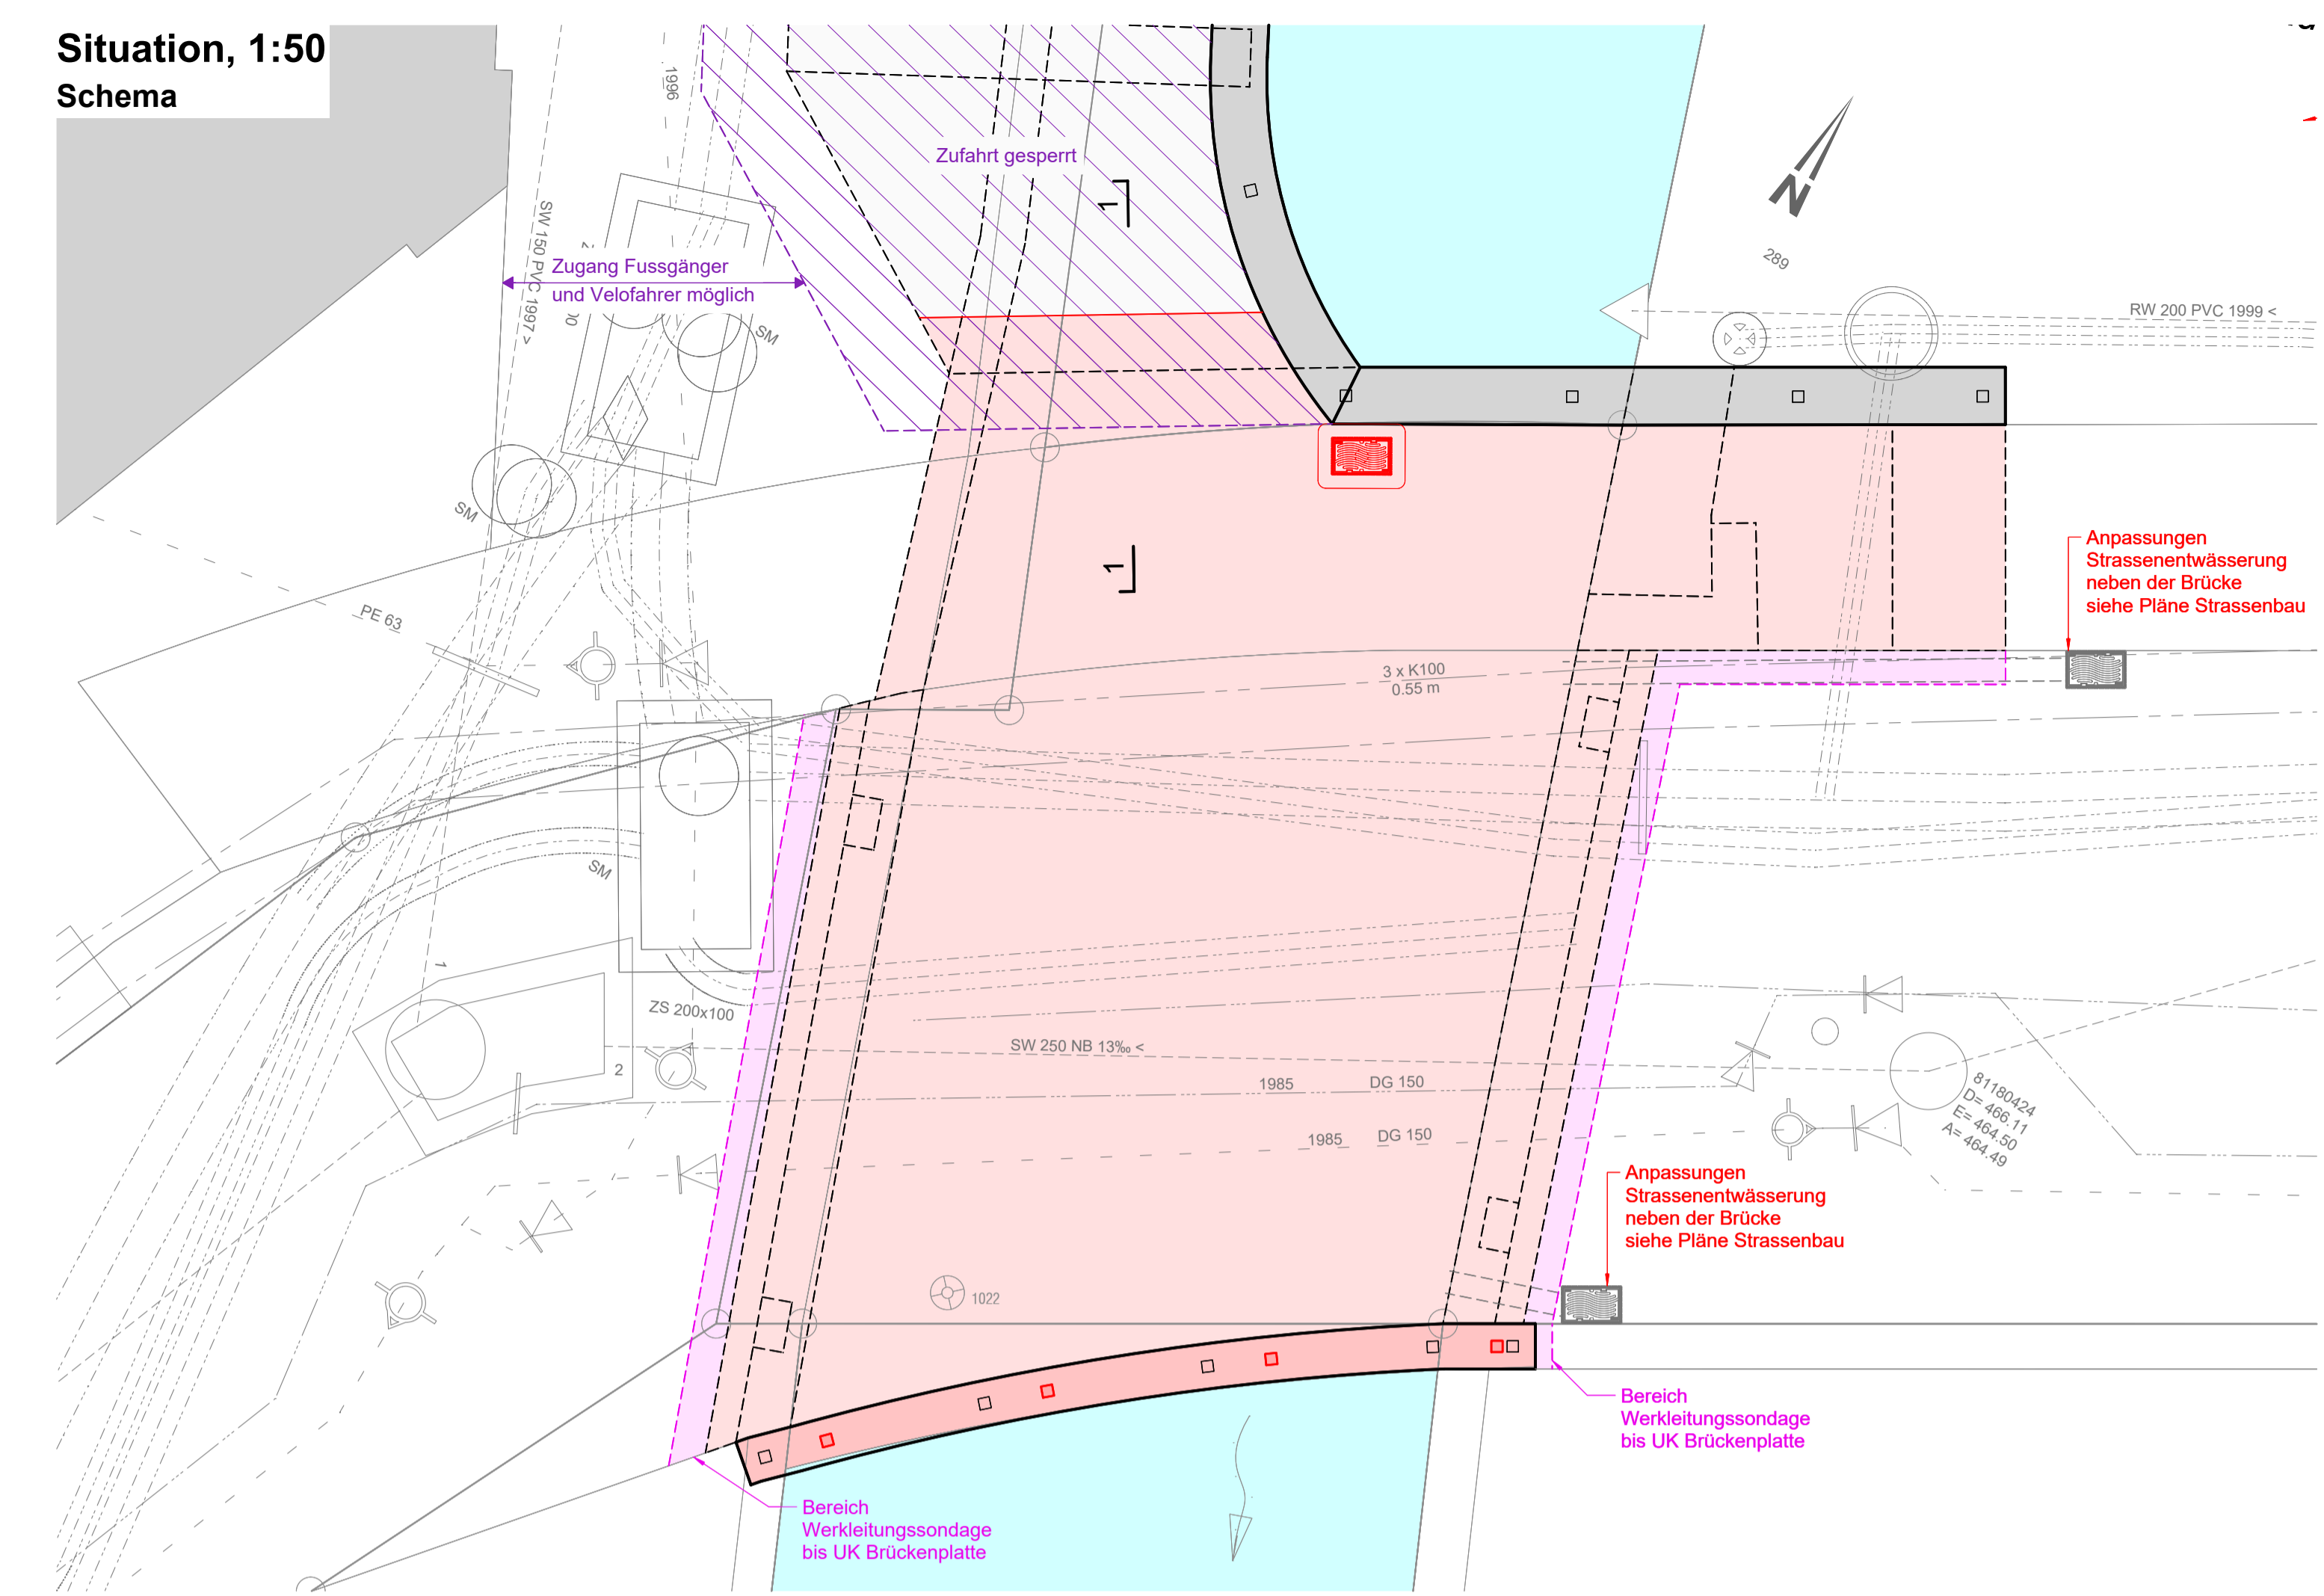 Situation, 1:50
Schema
1996
Zufahrt gesperrt
1
SW 150 PVC 1997 >
Zugang Fussgänger
und Velofahrer möglich
SM
N
289
RW 200 PVC 1999 <
SM
Anpassungen
Strassenentwässerung
neben der Brücke
siehe Pläne Strassenbau
1
PE 63
3 x K100
0.55 m
SM
1
ZS 200x100
SW 250 NB 13‰ <
2
1985 DG 150
1985 DG 150
81180424
D= 466.11
E= 464.50
A= 464.49
Anpassungen
Strassenentwässerung
neben der Brücke
siehe Pläne Strassenbau
1022
Bereich
Werkleitungssondage
bis UK Brückenplatte
Bereich
Werkleitungssondage
bis UK Brückenplatte